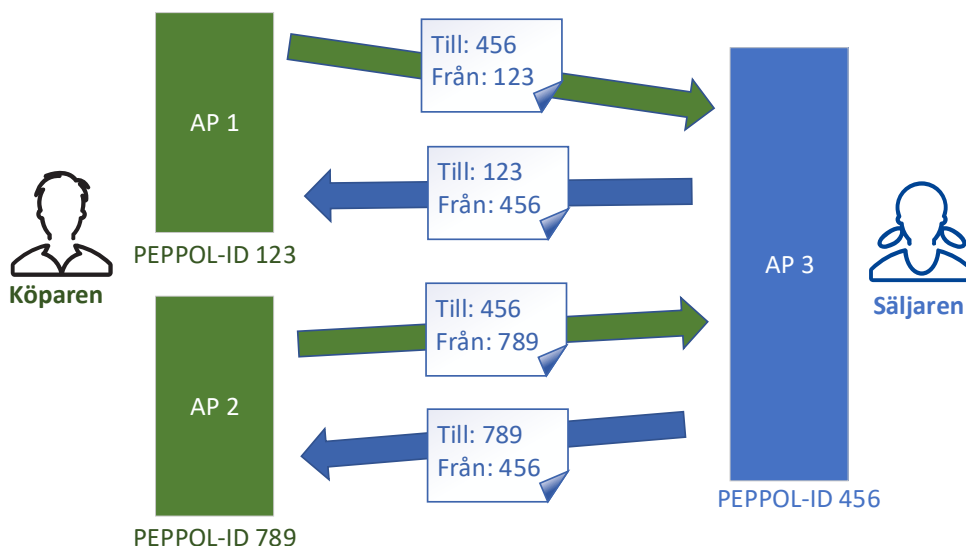 Till: 456
Från: 123
AP 1
Till: 123
Från: 456
PEPPOL-ID 123
Köparen
AP 3
Säljaren
Till: 456
Från: 789
AP 2
Till: 789
Från: 456
PEPPOL-ID 456
PEPPOL-ID 789